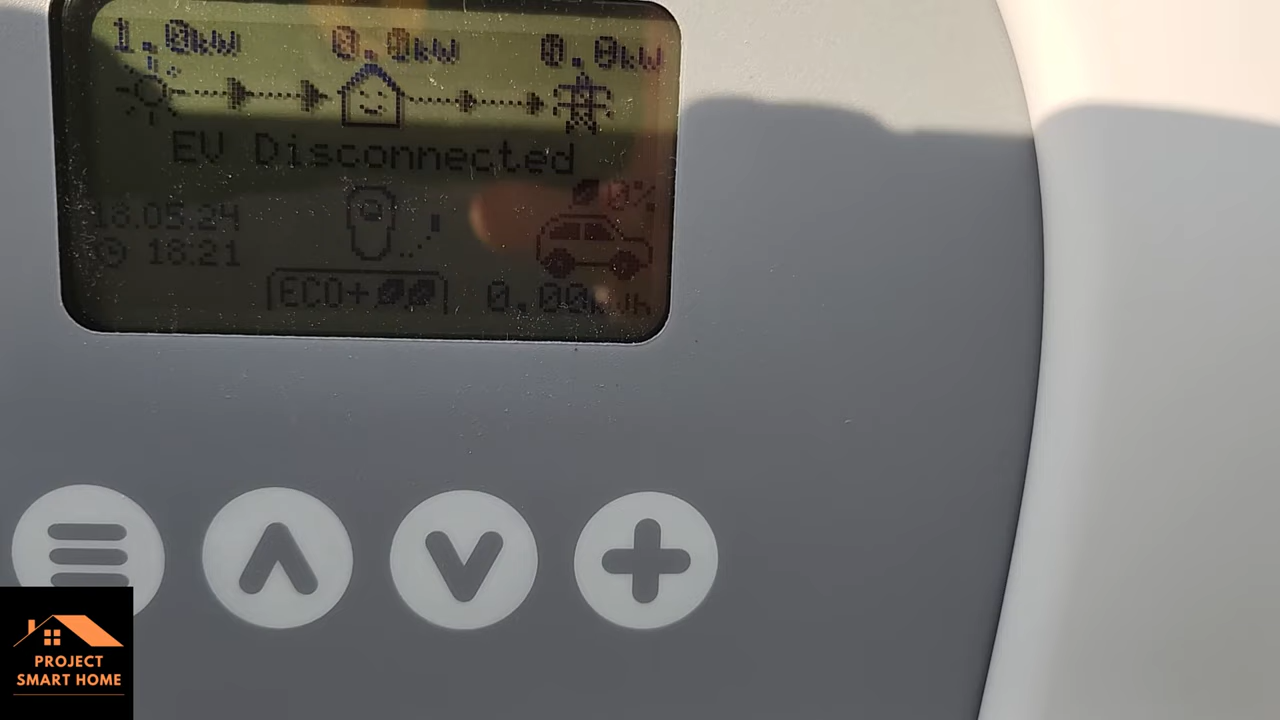 1.0kW 0.0kW 0.0kW
EV Disconnected
0%
18.05.24
18:21
ECO+
0.00kWh
PROJECT
SMART HOME